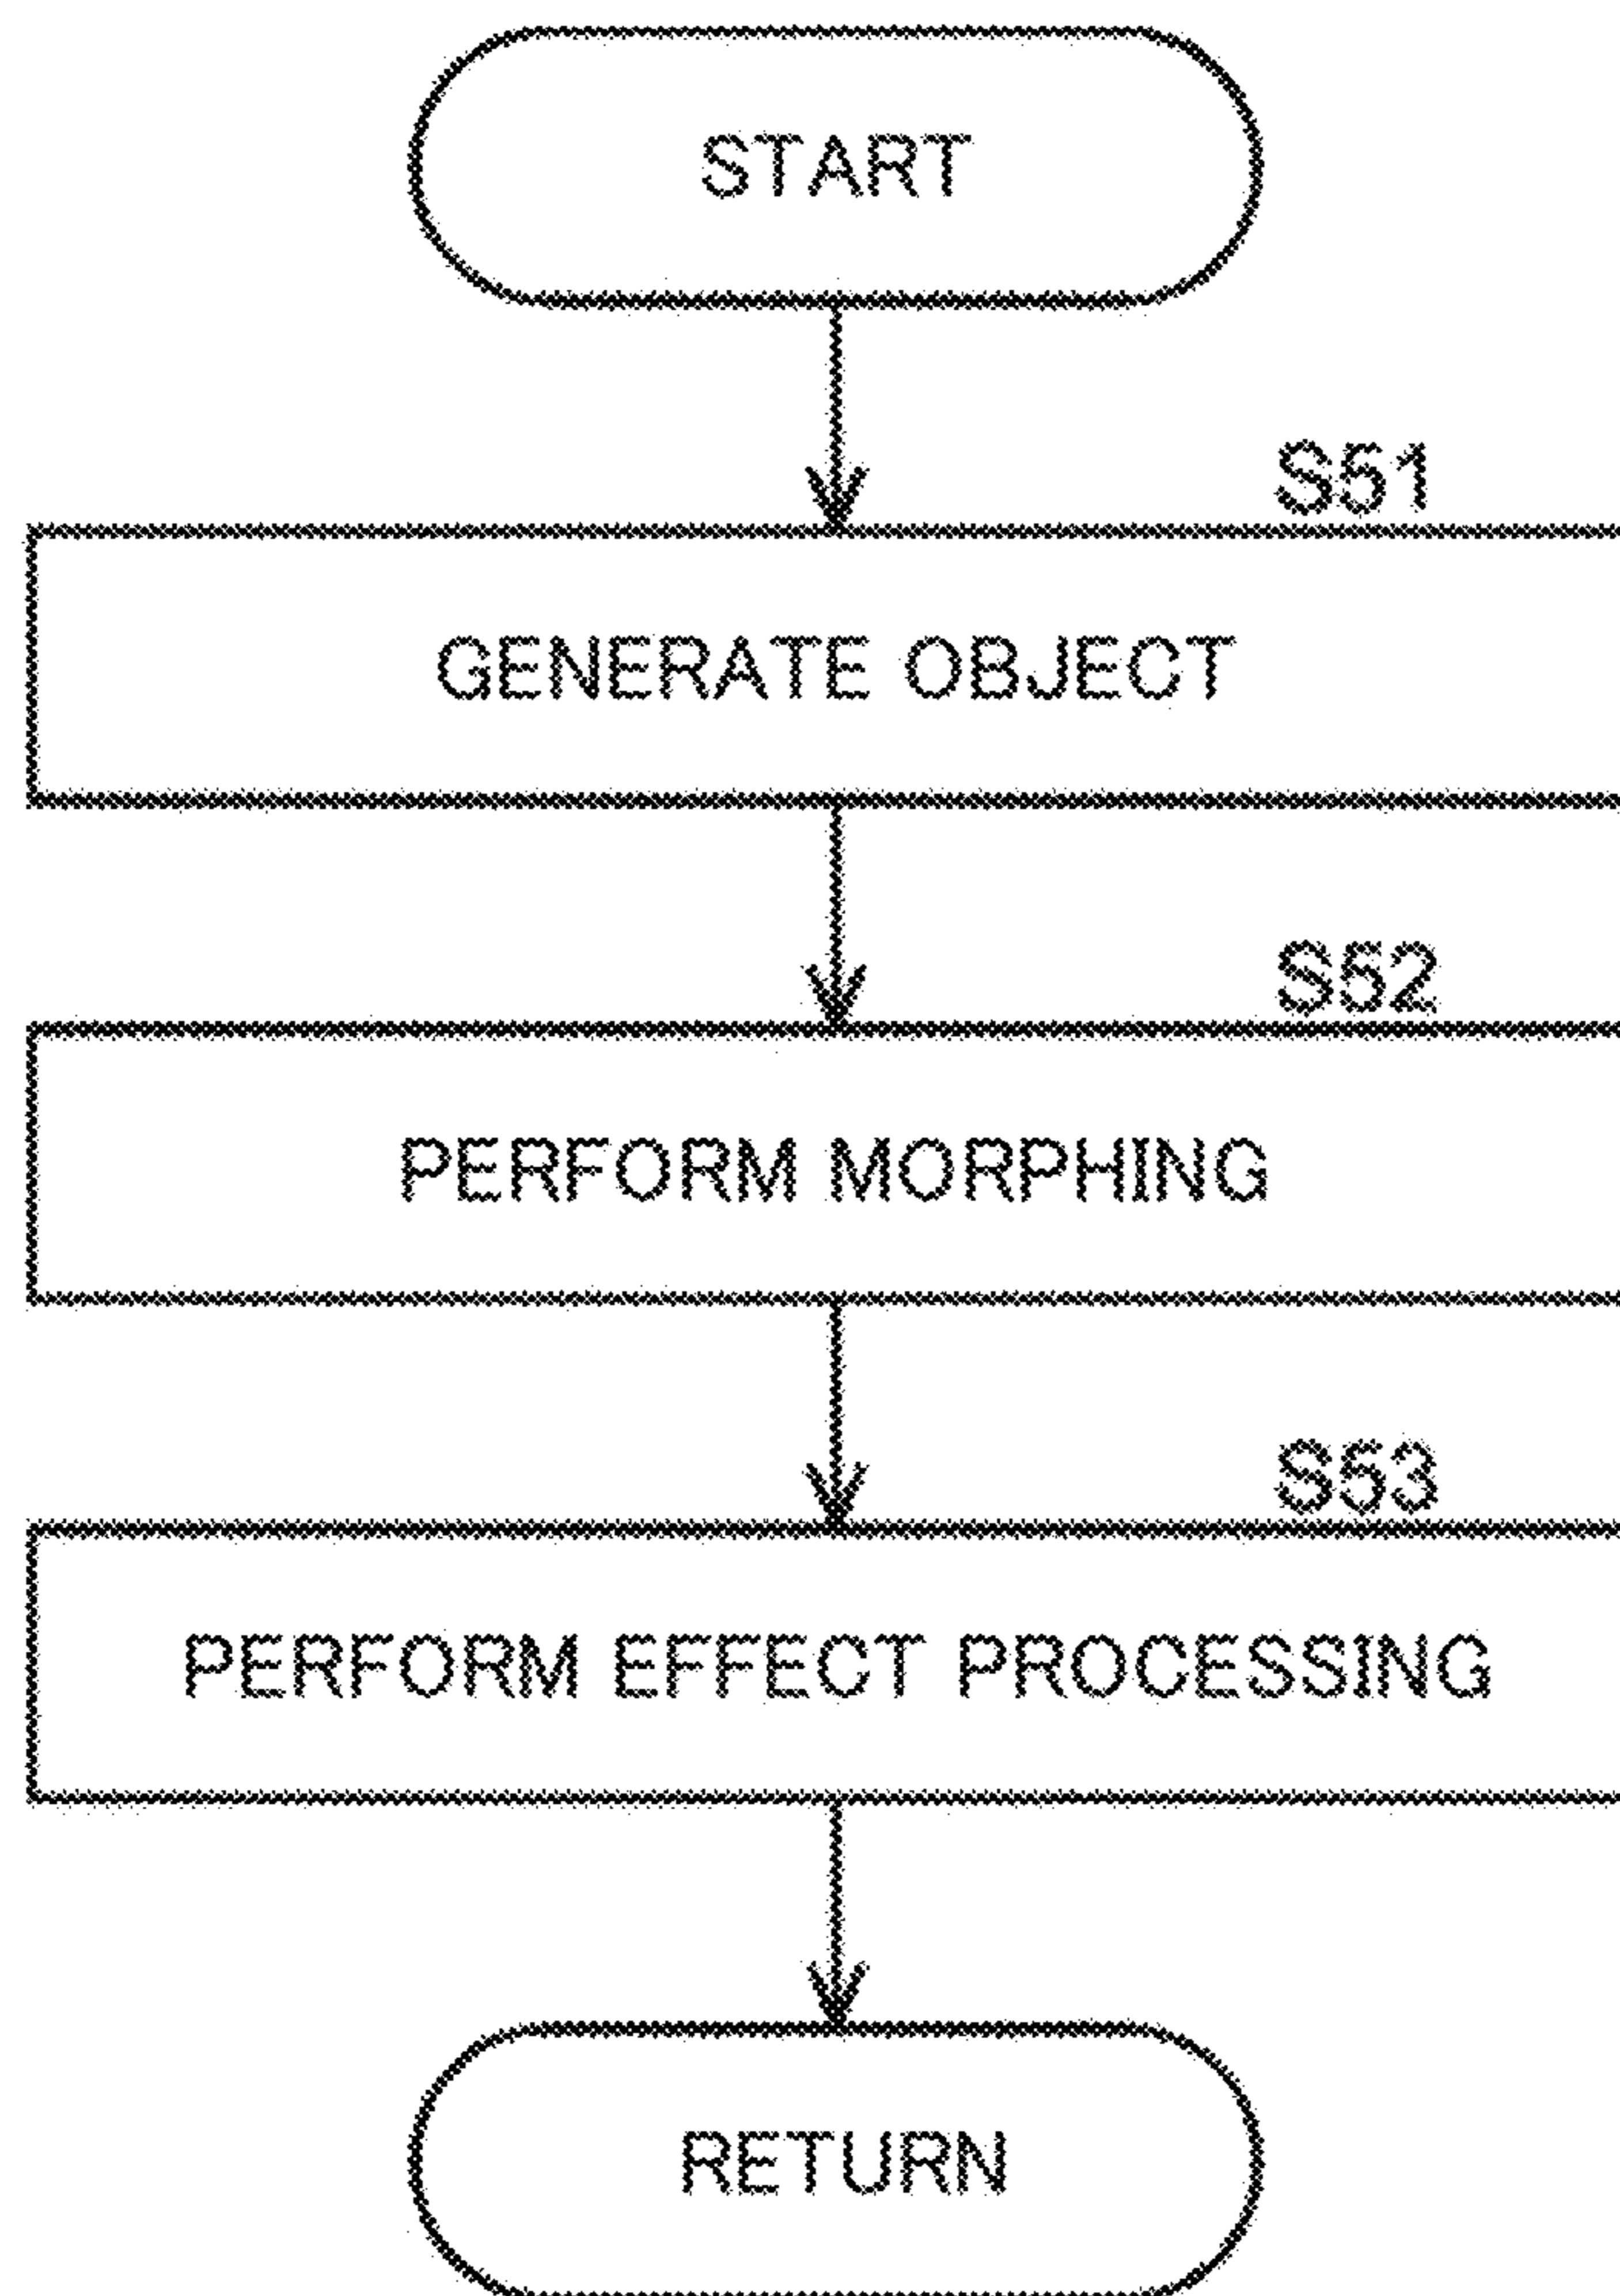 START
S51
GENERATE OBJECT
S52
PERFORM MORPHING
S53
PERFORM EFFECT PROCESSING
RETURN